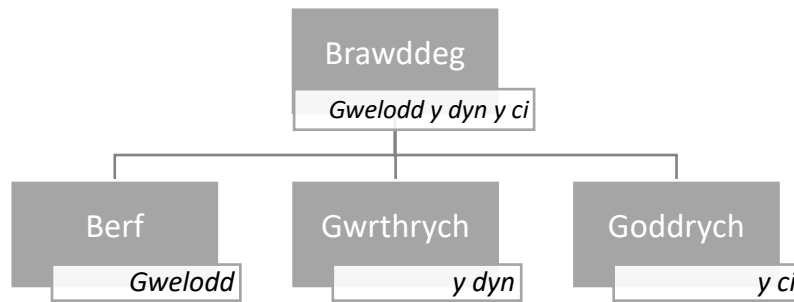 Brawddeg
Gwelodd y dyn y ci
Berf
Gwelodd
Gwrthrych
y dyn
Goddrych
y ci